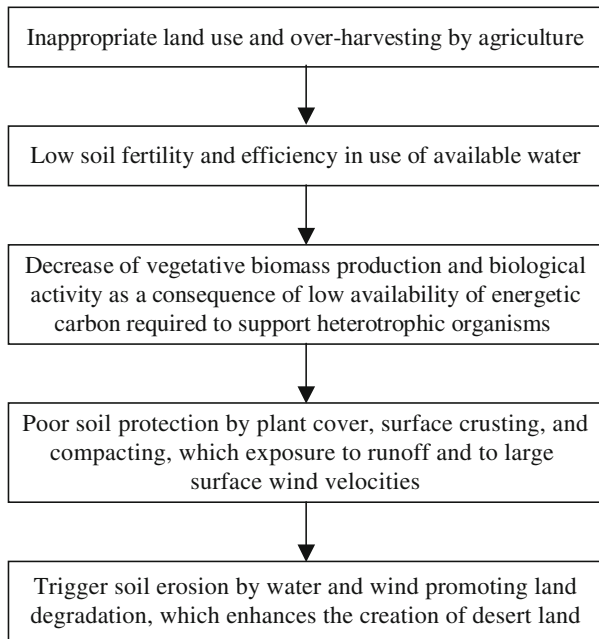 Inappropriate land use and over-harvesting by agriculture
Low soil fertility and efficiency in use of available water
Decrease of vegetative biomass production and biological
activity as a consequence of low availability of energetic
carbon required to support heterotrophic organisms
Poor soil protection by plant cover, surface crusting, and
compacting, which exposure to runoff and to large
surface wind velocities
Trigger soil erosion by water and wind promoting land
degradation, which enhances the creation of desert land